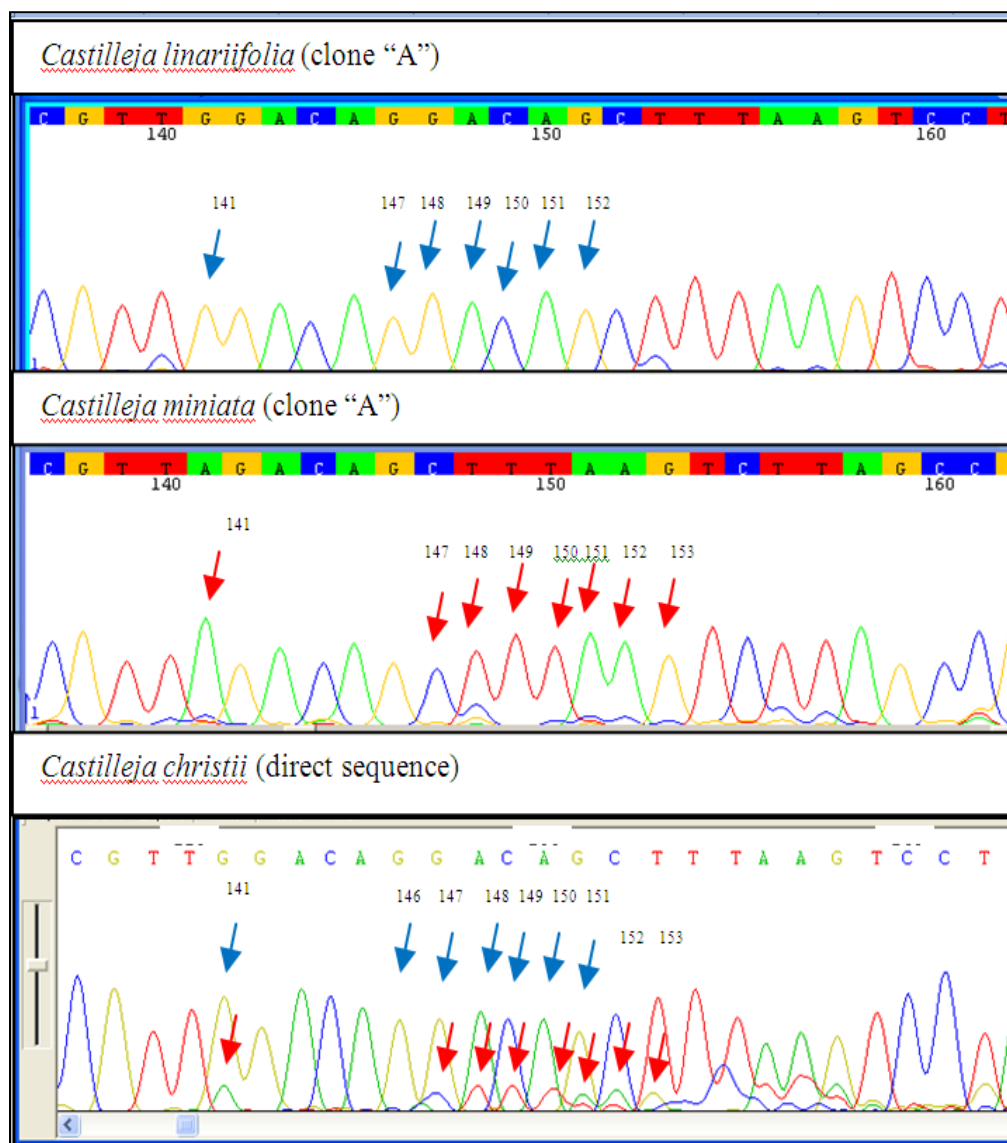 Castilleja linariifolia (clone “A”)
C G T T G G A C A G G A C A G C T T T A A G T C C T
140 150 160
141 147 148 149 150 151 152
1
Castilleja miniata (clone “A”)
C G T T A G A C A G C T T T A A G T C T T A G C C
140 150 160
141 147 148 149 150 151 152 153
1
Castilleja christii (direct sequence)
C G T T G G A C A G G A C A G C T T T A A G T C C T
141 146 147 148 149 150 151
152 153